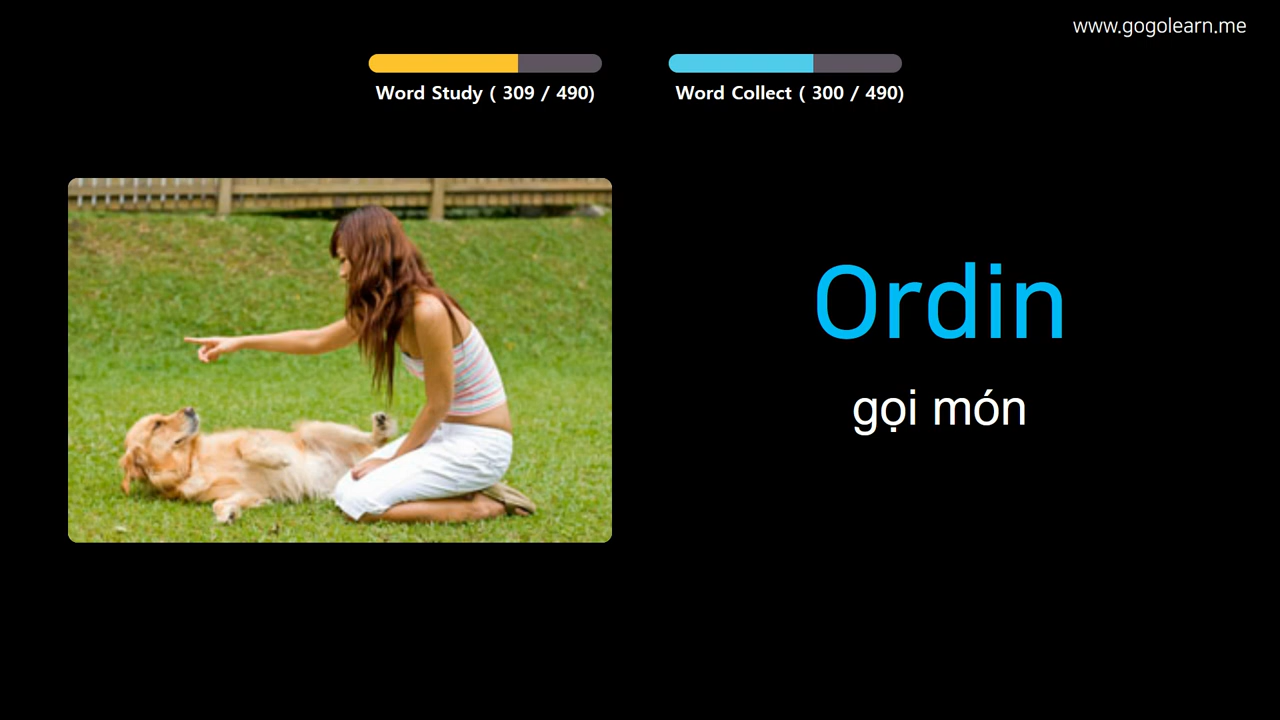 www.gogolearn.me
Word Study ( 309 / 490)
Word Collect ( 300 / 490)
Ordin
gọi món